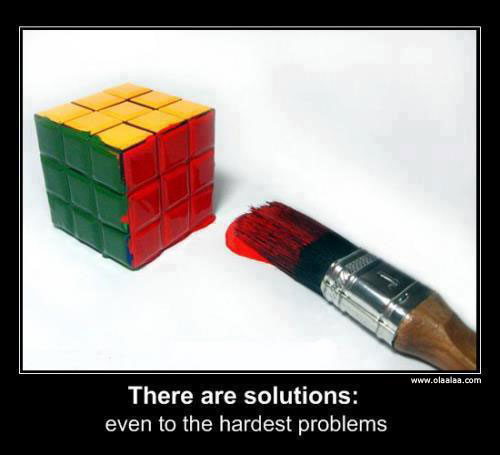 www.olaalaa.com
There are solutions:
even to the hardest problems